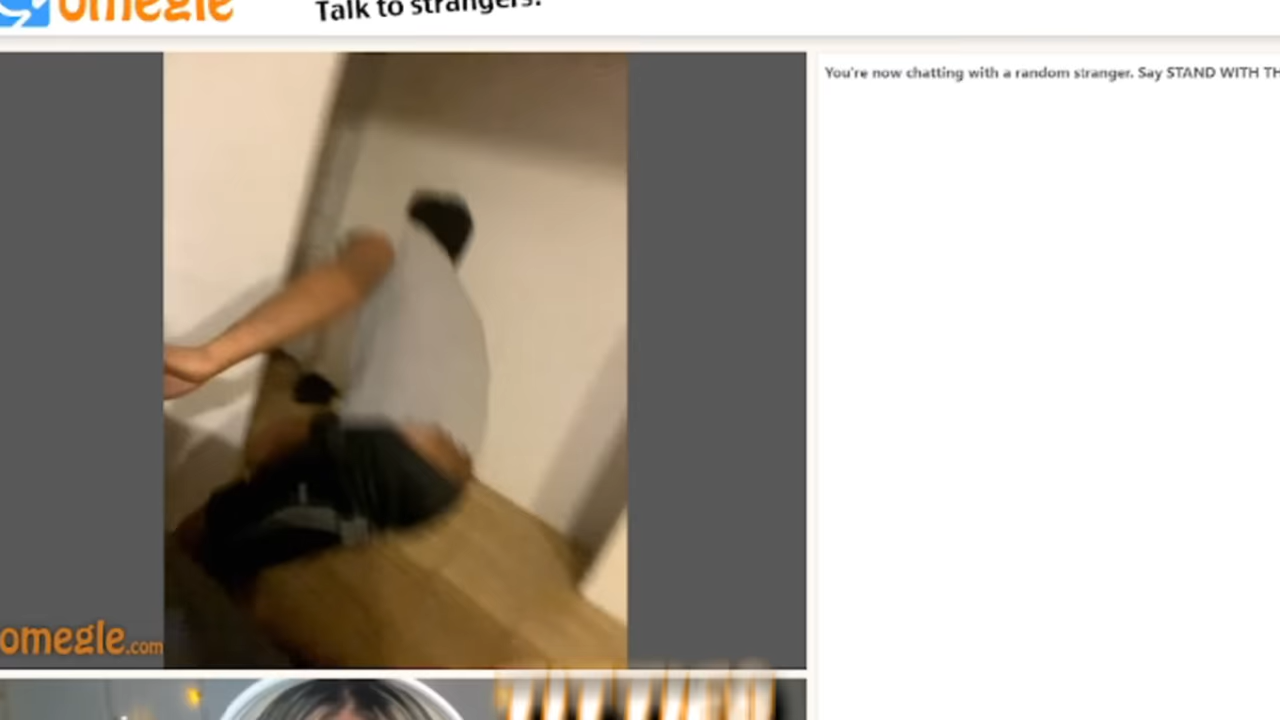 omegle
Talk to strangers!
You're now chatting with a random stranger. Say STAND WITH TH
omegle.com